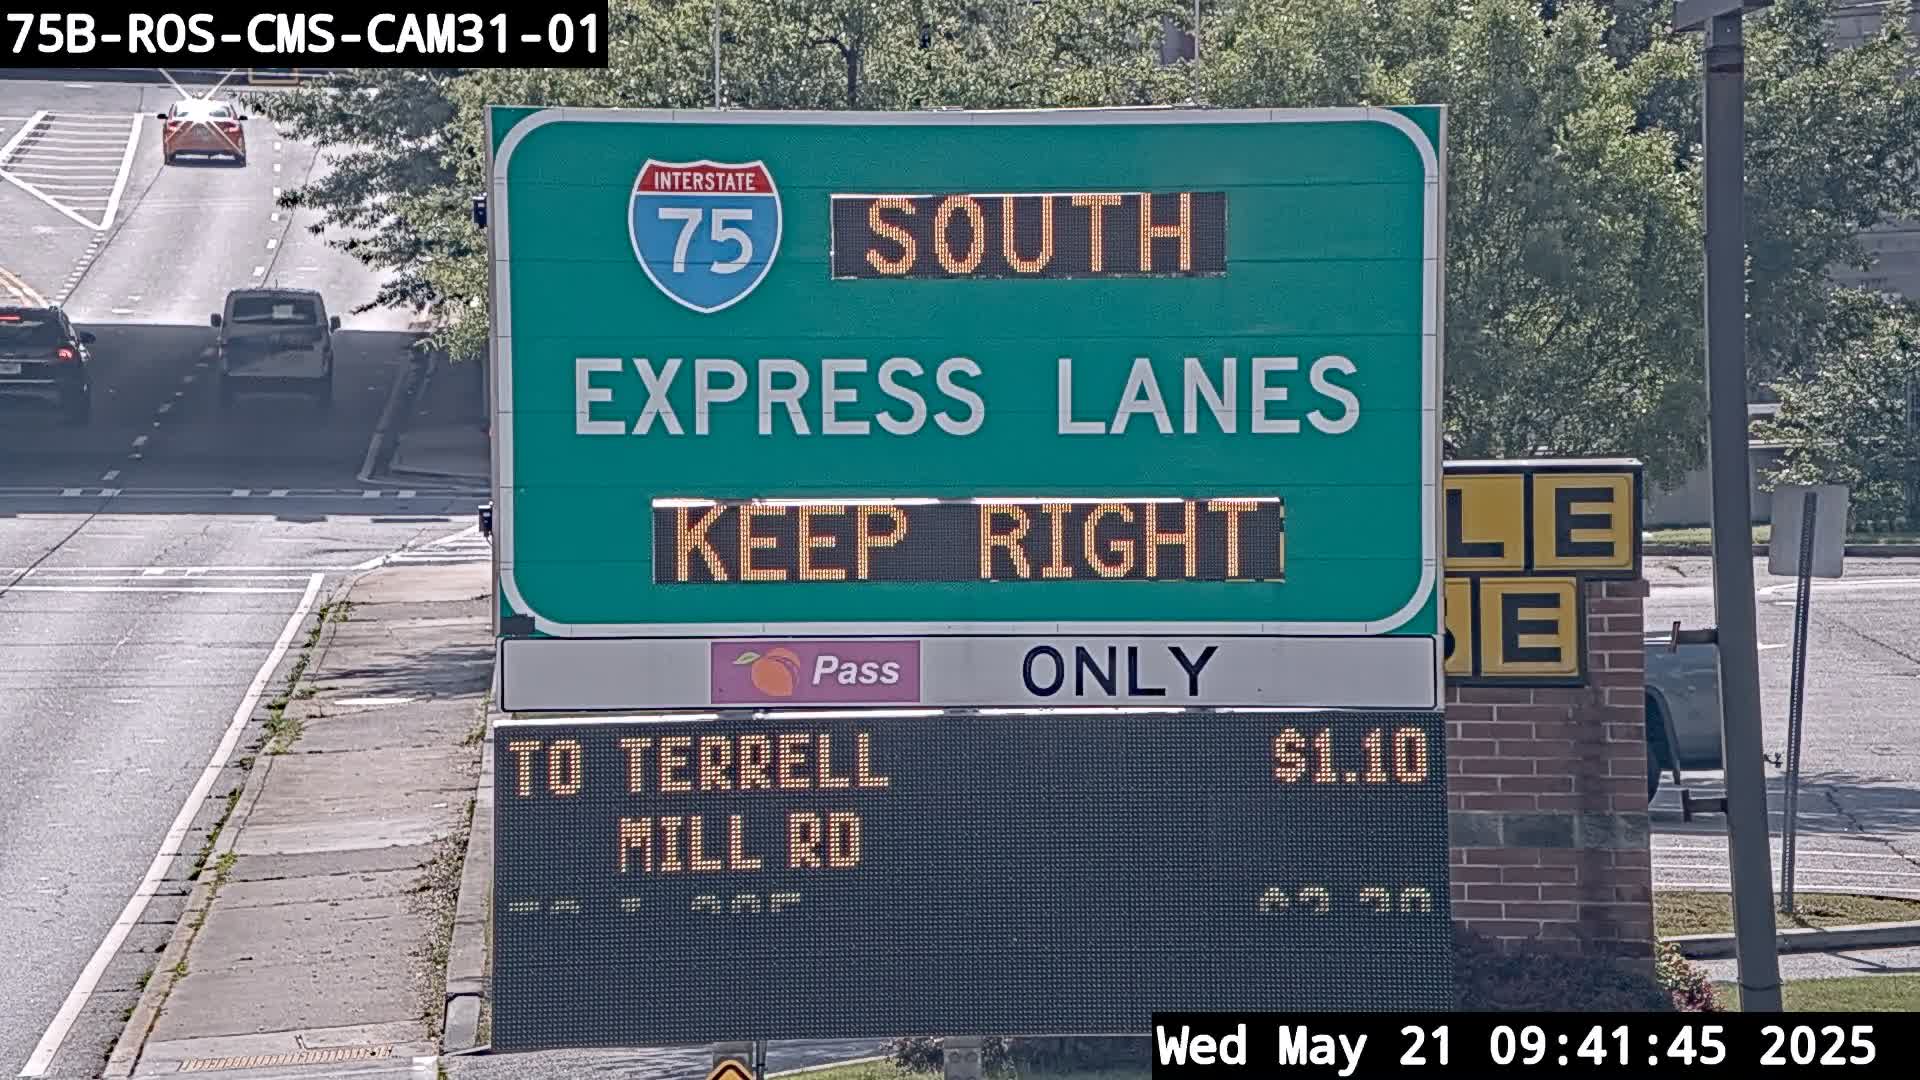 75B-ROS-CMS-CAM31-01
INTERSTATE
75
SOUTH
EXPRESS LANES
KEEP RIGHT
LE
E
Pass ONLY
TO TERRELL $1.10
MILL RD
Wed May 21 09:41:45 2025